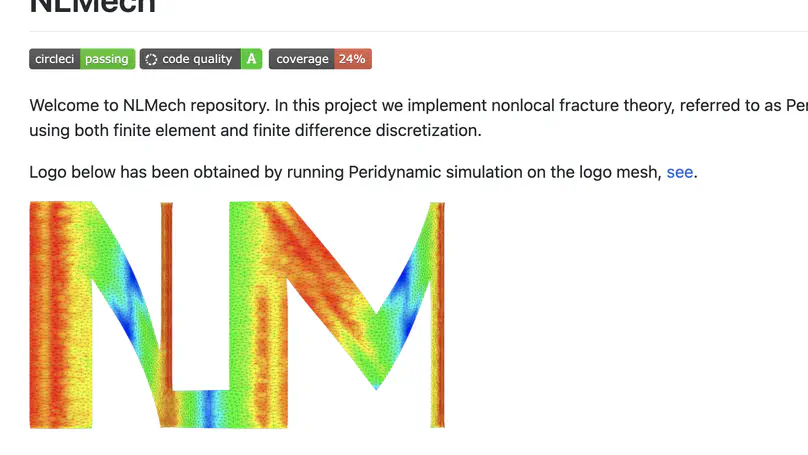 NLMech
circleci passing code quality A coverage 24%
Welcome to NLMech repository. In this project we implement nonlocal fracture theory, referred to as
using both finite element and finite difference discretization.
Logo below has been obtained by running Peridynamic simulation on the logo mesh, see.
NLM